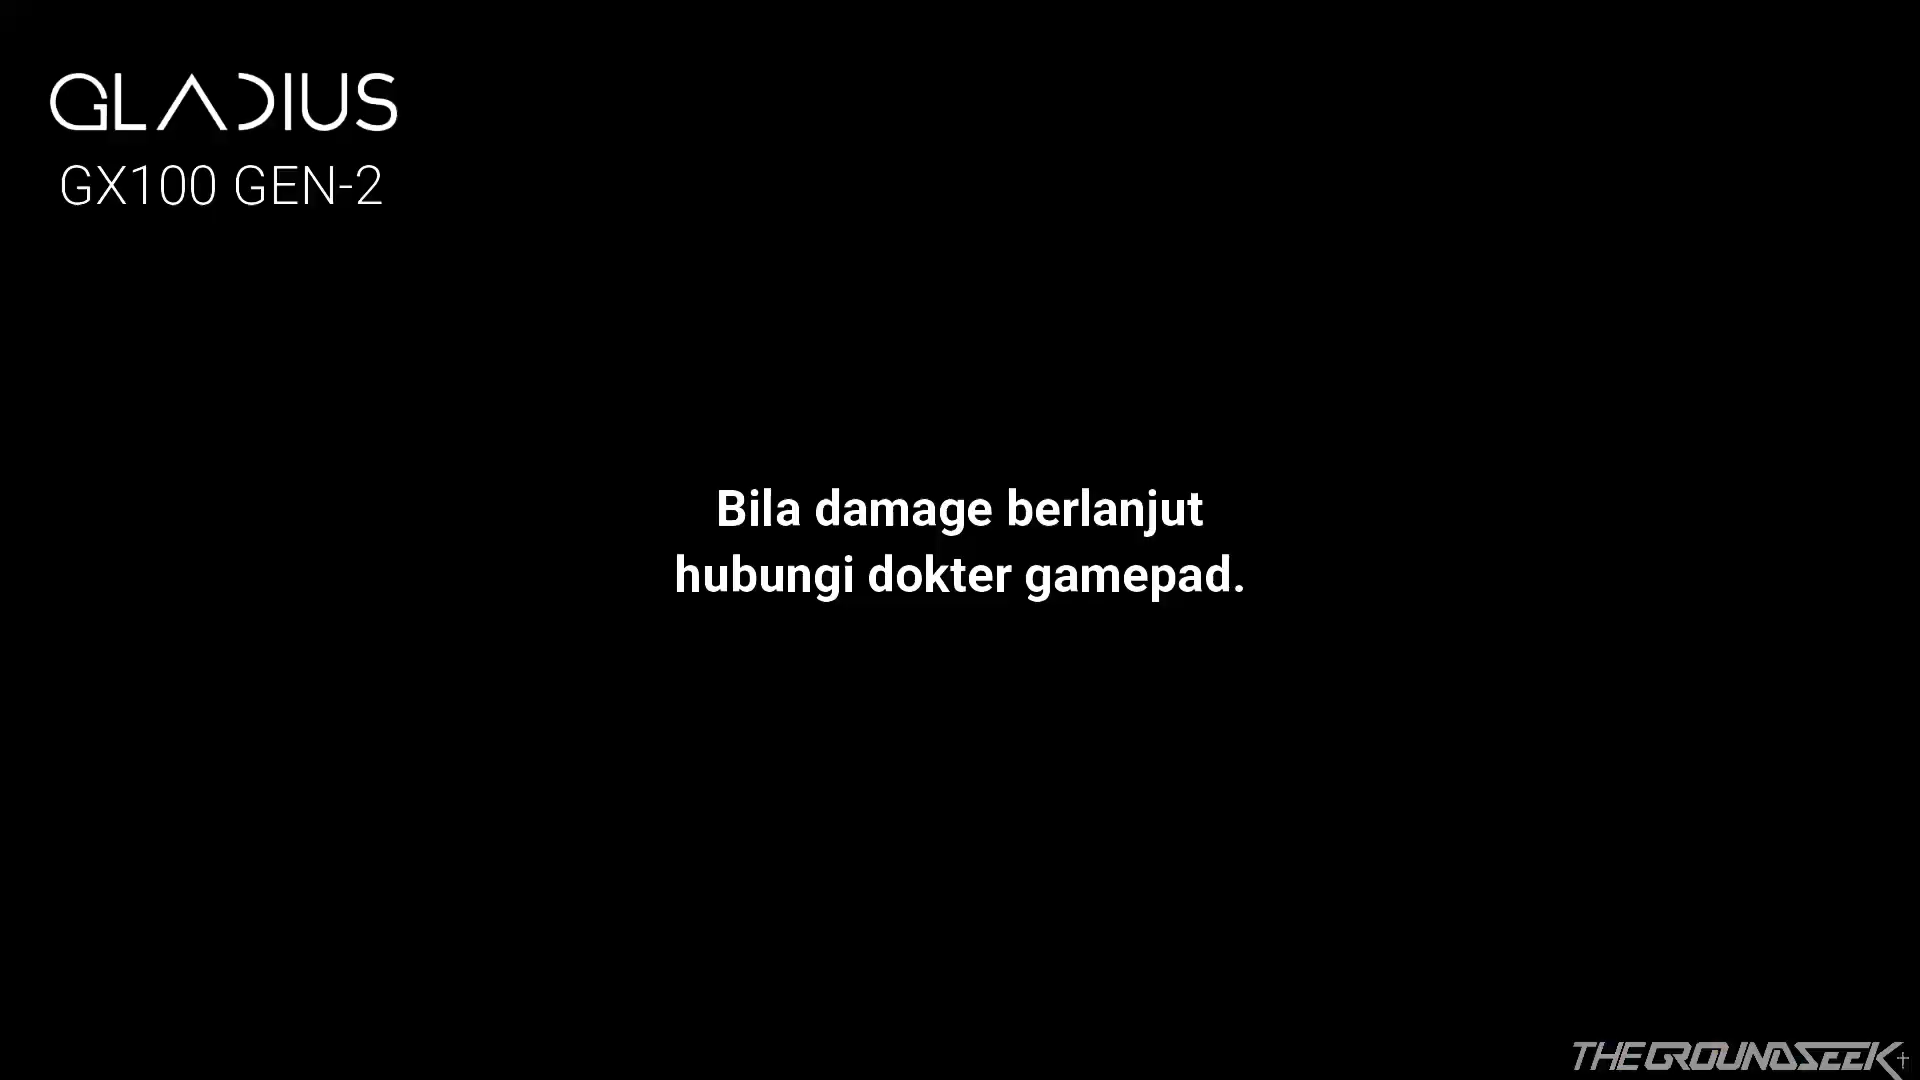 GLADIUS
GX100 GEN-2
Bila damage berlanjut
hubungi dokter gamepad.
THEGROUNDSEEK